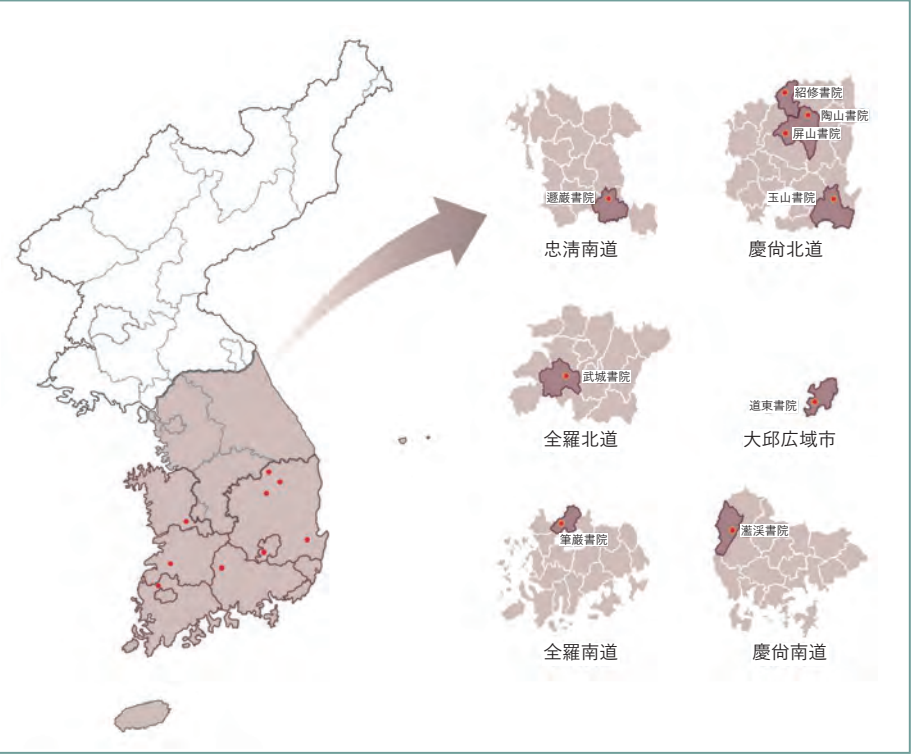 紹修書院
陶山書院
屏山書院
遯巌書院
玉山書院
忠淸南道
慶尙北道
武城書院
道東書院
全羅北道
大邱広域市
筆巌書院
灆渓書院
全羅南道
慶尙南道